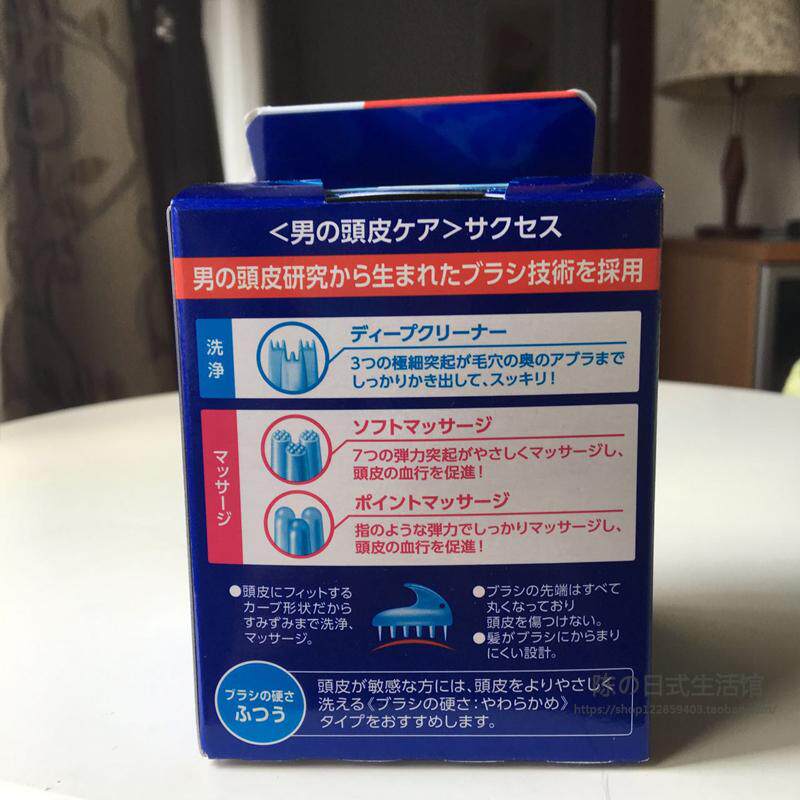 <男の頭皮ケア>サクセス
男の頭皮研究から生まれたブラシ技術を採用
洗浄
ディープクリーナー
3つの極細突起が毛穴の奥のアブラまで
しっかりかき出して、スッキリ!
マッサージ
ソフトマッサージ
7つの弾力突起がやさしくマッサージし、
頭皮の血行を促進!
ポイントマッサージ
指のような弾力でしっかりマッサージし、
頭皮の血行を促進!
●頭皮にフィットする
カーブ形状だから
すみずみまで洗浄、
マッサージ。
●ブラシの先端はすべて
丸くなっており
頭皮を傷つけない。
●髪がブラシにからまり
にくい設計。
ブラシの硬さ
ふつう
頭皮が敏感な方には、頭皮をよりやさしく
洗える《ブラシの硬さ:やわらかめ》
タイプをおすすめします。
陈の日式生活馆